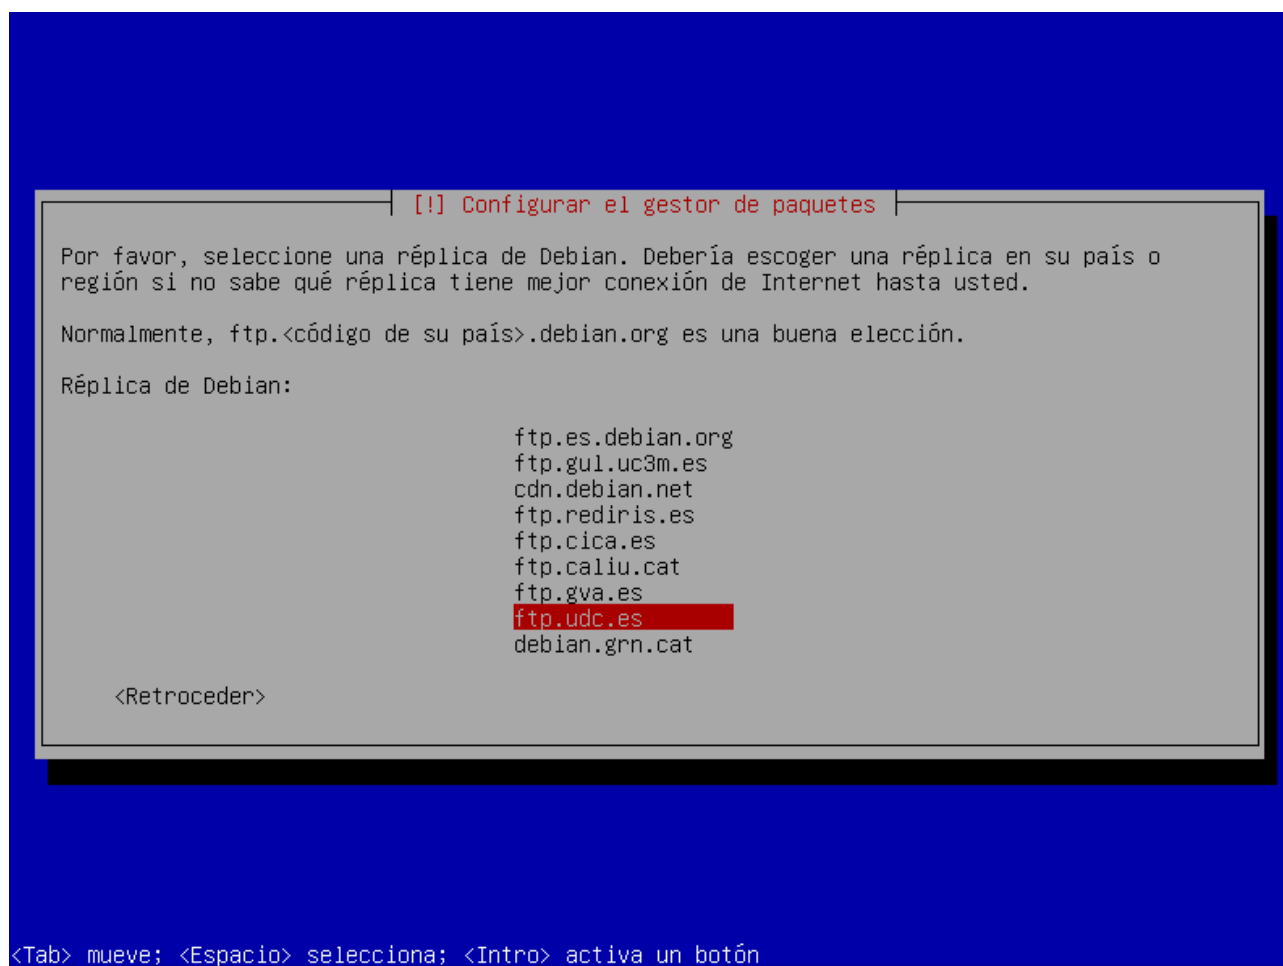 [!] Configurar el gestor de paquetes
Por favor, seleccione una réplica de Debian. Debería escoger una réplica en su país o
región si no sabe qué réplica tiene mejor conexión de Internet hasta usted.
Normalmente, ftp.<código de su país>.debian.org es una buena elección.
Réplica de Debian:
ftp.es.debian.org
ftp.gul.uc3m.es
cdn.debian.net
ftp.rediris.es
ftp.cica.es
ftp.caliu.cat
ftp.gva.es
ftp.udc.es
debian.grn.cat
<Retroceder>
<Tab> mueve; <Espacio> selecciona; <Intro> activa un botón